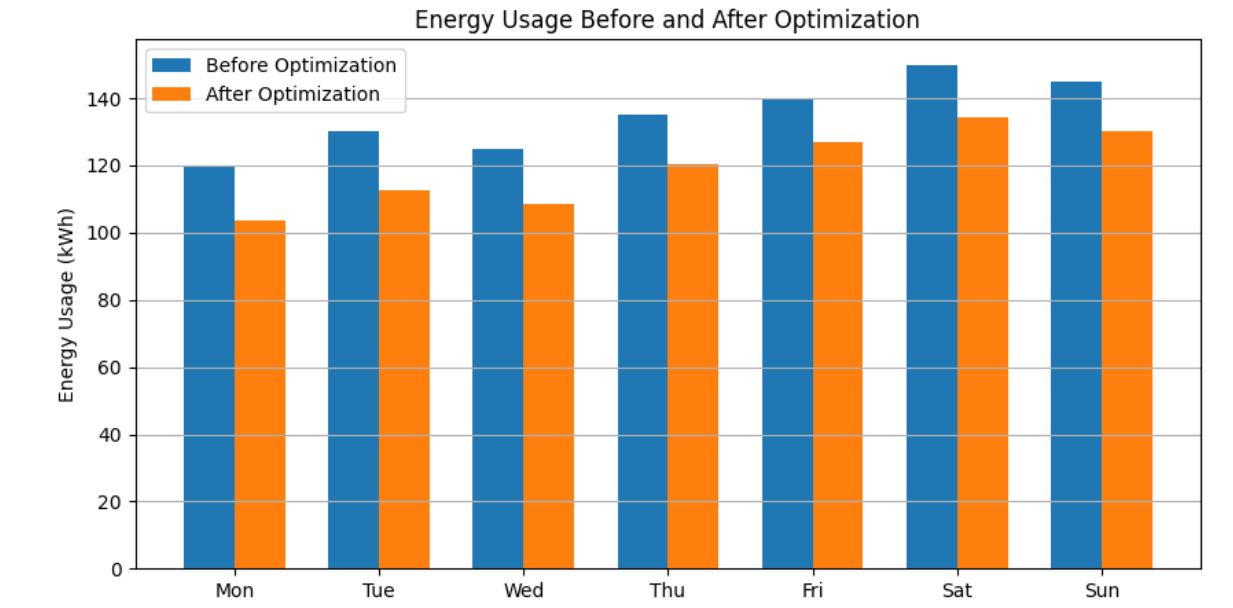 Energy Usage Before and After Optimization
Before Optimization
After Optimization
Energy Usage (kWh)
140
120
100
80
60
40
20
0
Mon Tue Wed Thu Fri Sat Sun